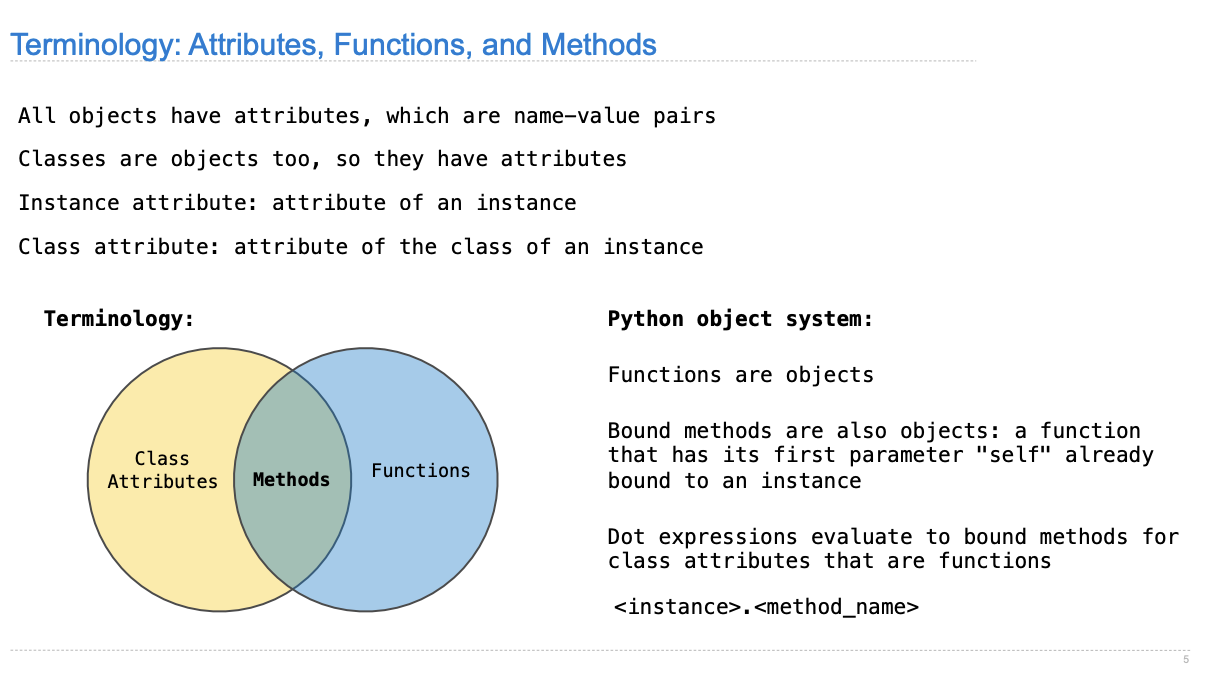 Terminology: Attributes, Functions, and Methods
All objects have attributes, which are name-value pairs
Classes are objects too, so they have attributes
Instance attribute: attribute of an instance
Class attribute: attribute of the class of an instance
Terminology:
Class
Attributes
Methods
Functions
Python object system:
Functions are objects
Bound methods are also objects: a function
that has its first parameter "self" already
bound to an instance
Dot expressions evaluate to bound methods for
class attributes that are functions
<instance>.<method_name>
5